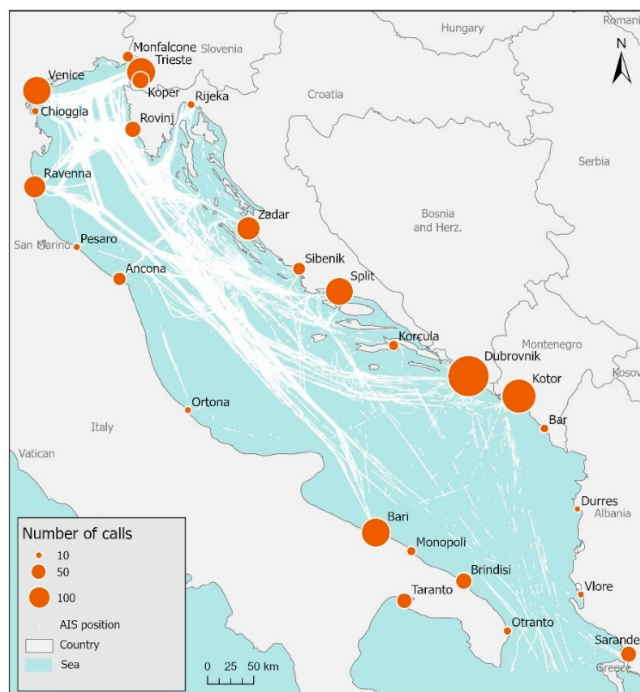 Hungary
Romani
N
Monfalcone
Slovenia
Trieste
Venice
Koper
Rijeka
Croatia
Chioggia
Rovinj
Serbia
Ravenna
Zadar
Bosnia
and Herz.
San Marino
Pesaro
Sibenik
Ancona
Split
Korcula
Montenegro
Dubrovnik
Kotor
Kosov
Ortona
Bar
Italy
Vatican
Durres
Albania
Number of calls
10
50
100
AIS position
Country
Sea
Bari
Monopoli
Brindisi
Taranto
Vlore
Otranto
Sarande
Greece
0 25 50 km